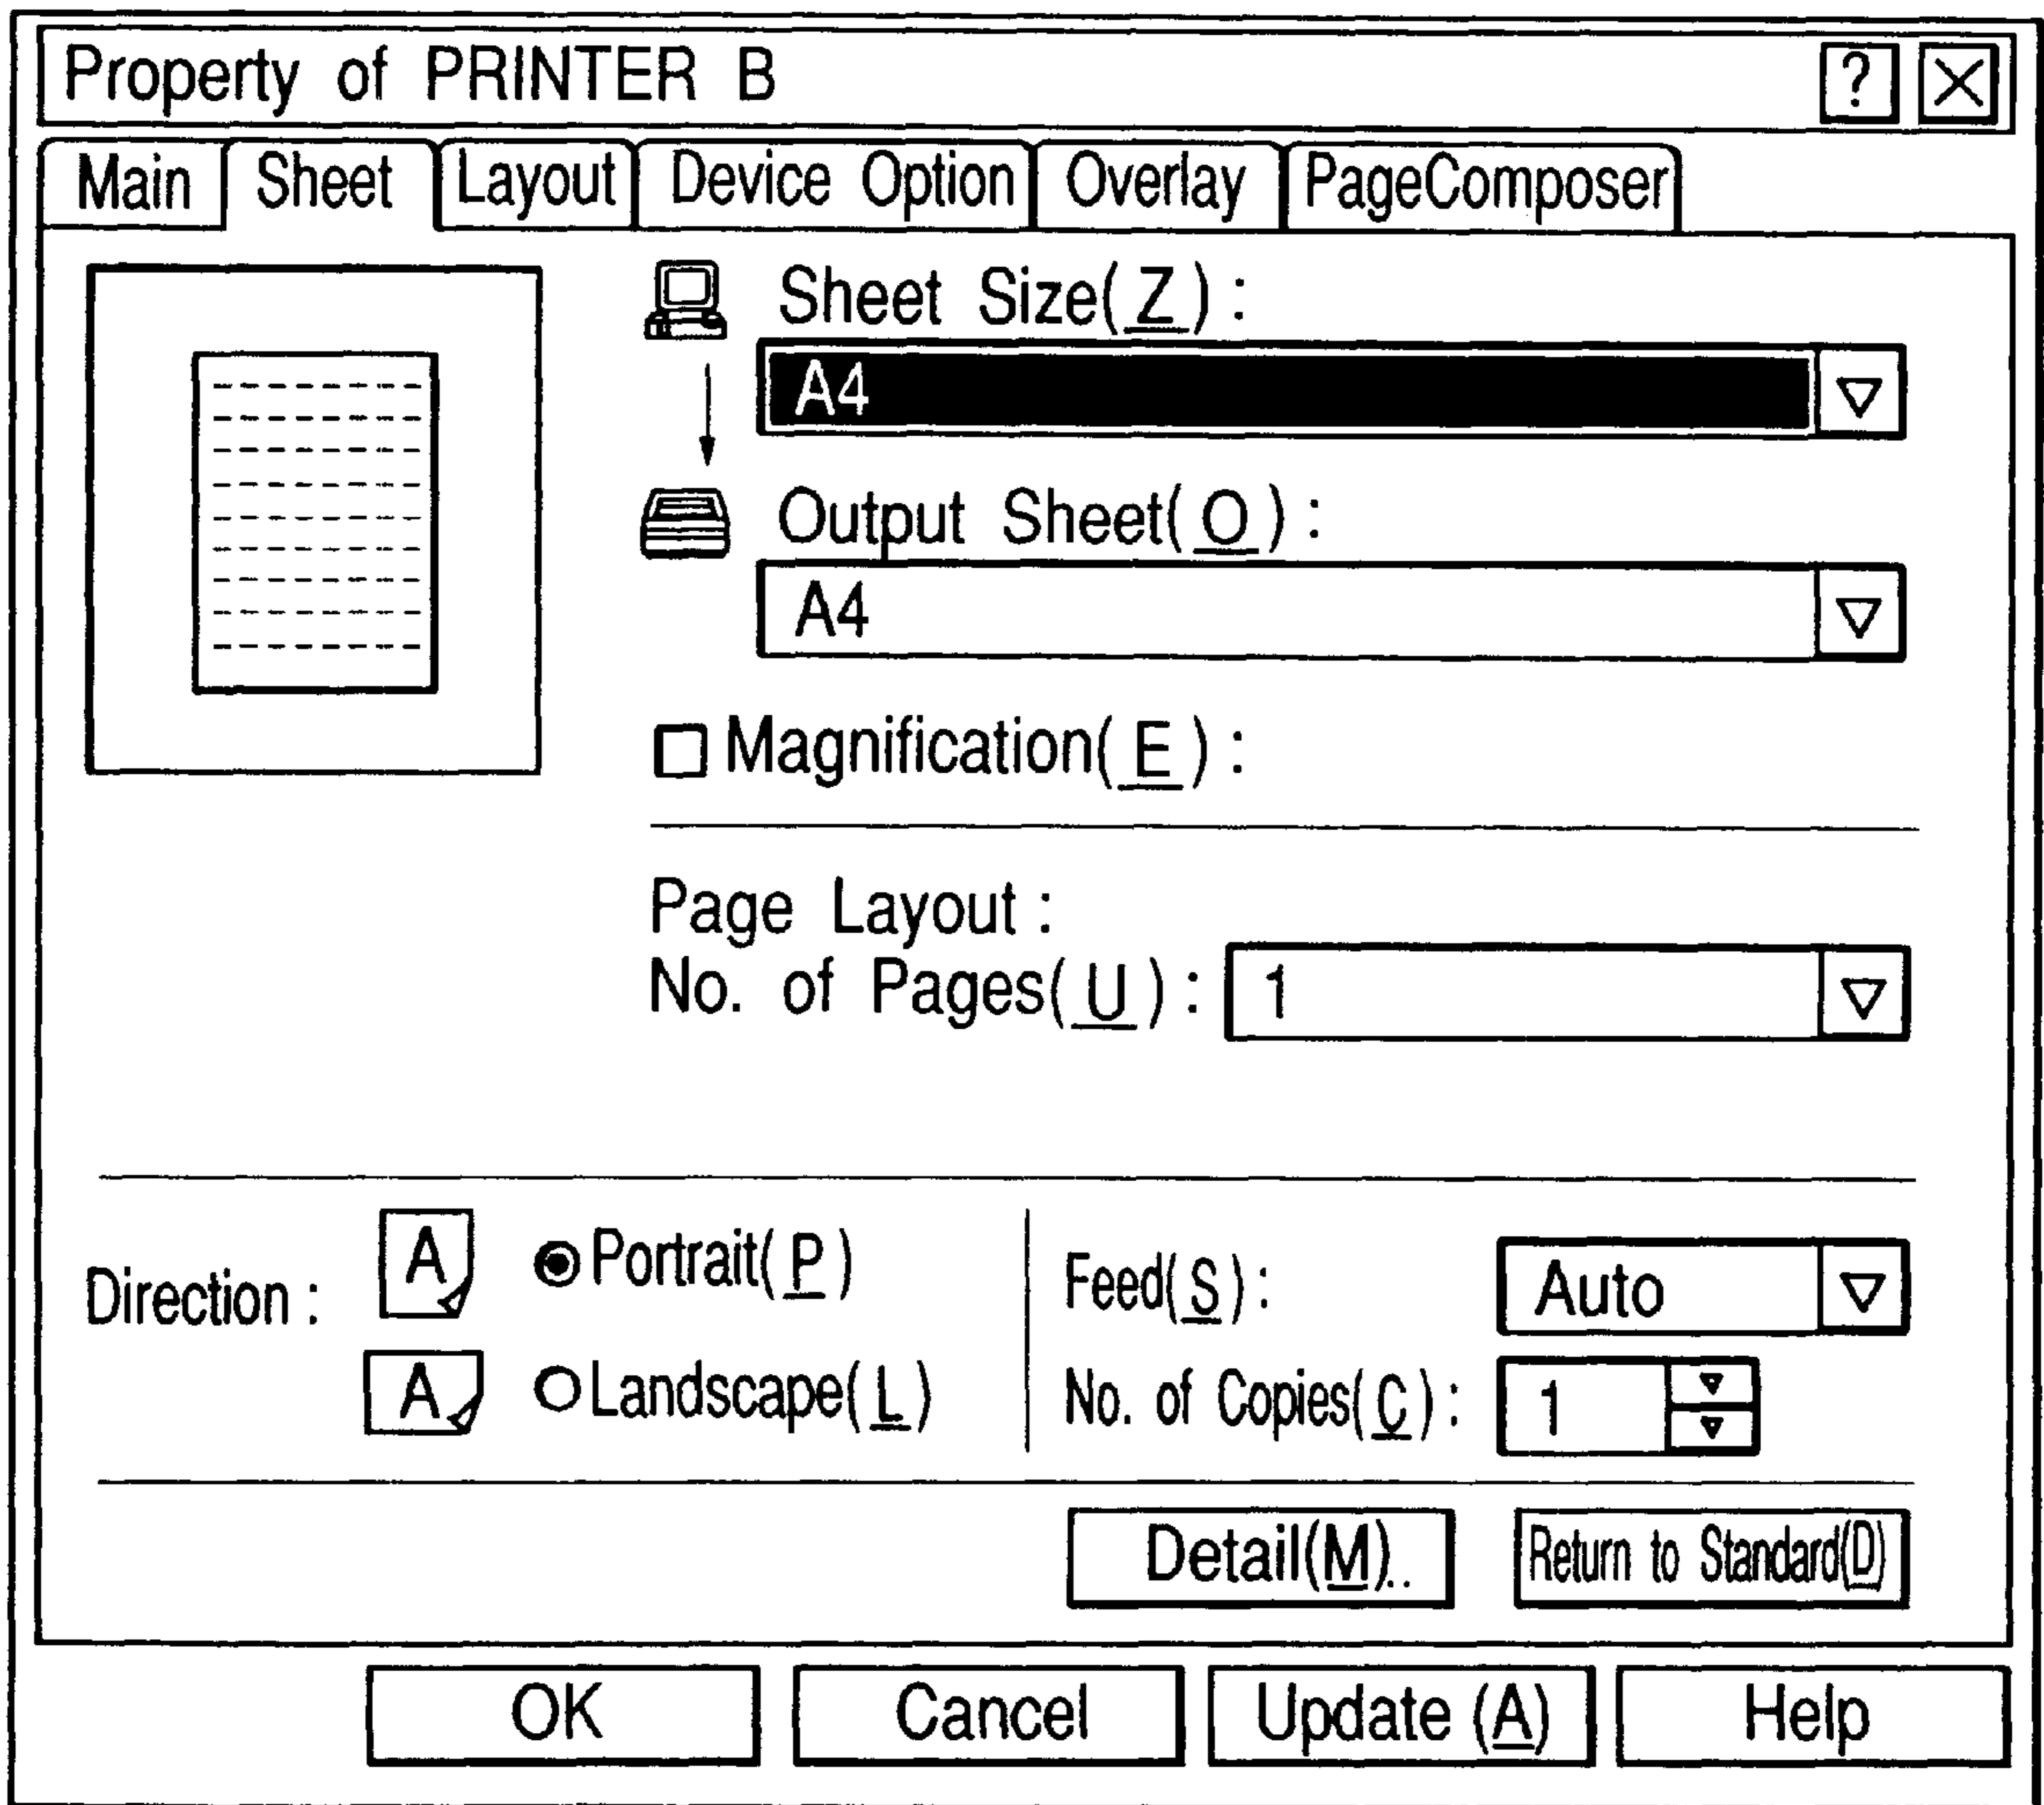 Property of PRINTER B ?
Main Sheet Layout Device Option Overlay PageComposer
Sheet Size(Z) :
A4
Output Sheet(O) :
A4
Magnification(E) :
Page Layout :
No. of Pages(U) : 1
Direction :
A Portrait(P)
A Landscape(L)
Feed(S) : Auto
No. of Copies(C) : 1
Detail(M)..
Return to Standard(D)
OK Cancel Update (A) Help